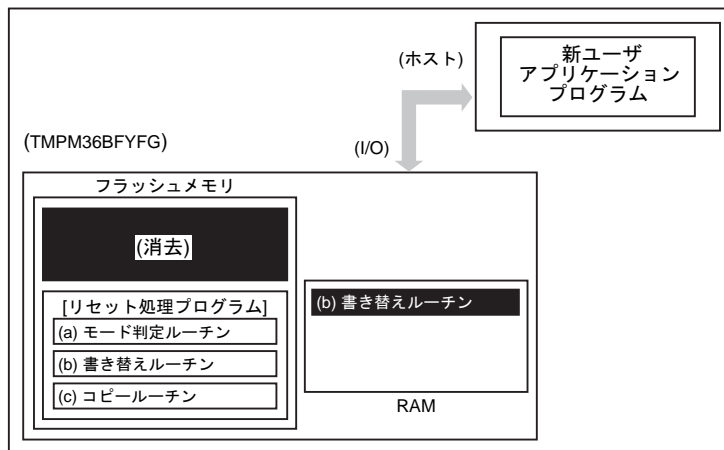 (ホスト)
新ユーザ
アプリケーション
プログラム
(TMPM36BFYFG)
(I/O)
フラッシュメモリ
(消去)
[リセット処理プログラム]
(a) モード判定ルーチン
(b) 書き替えルーチン
(c) コピールーチン
(b) 書き替えルーチン
RAM